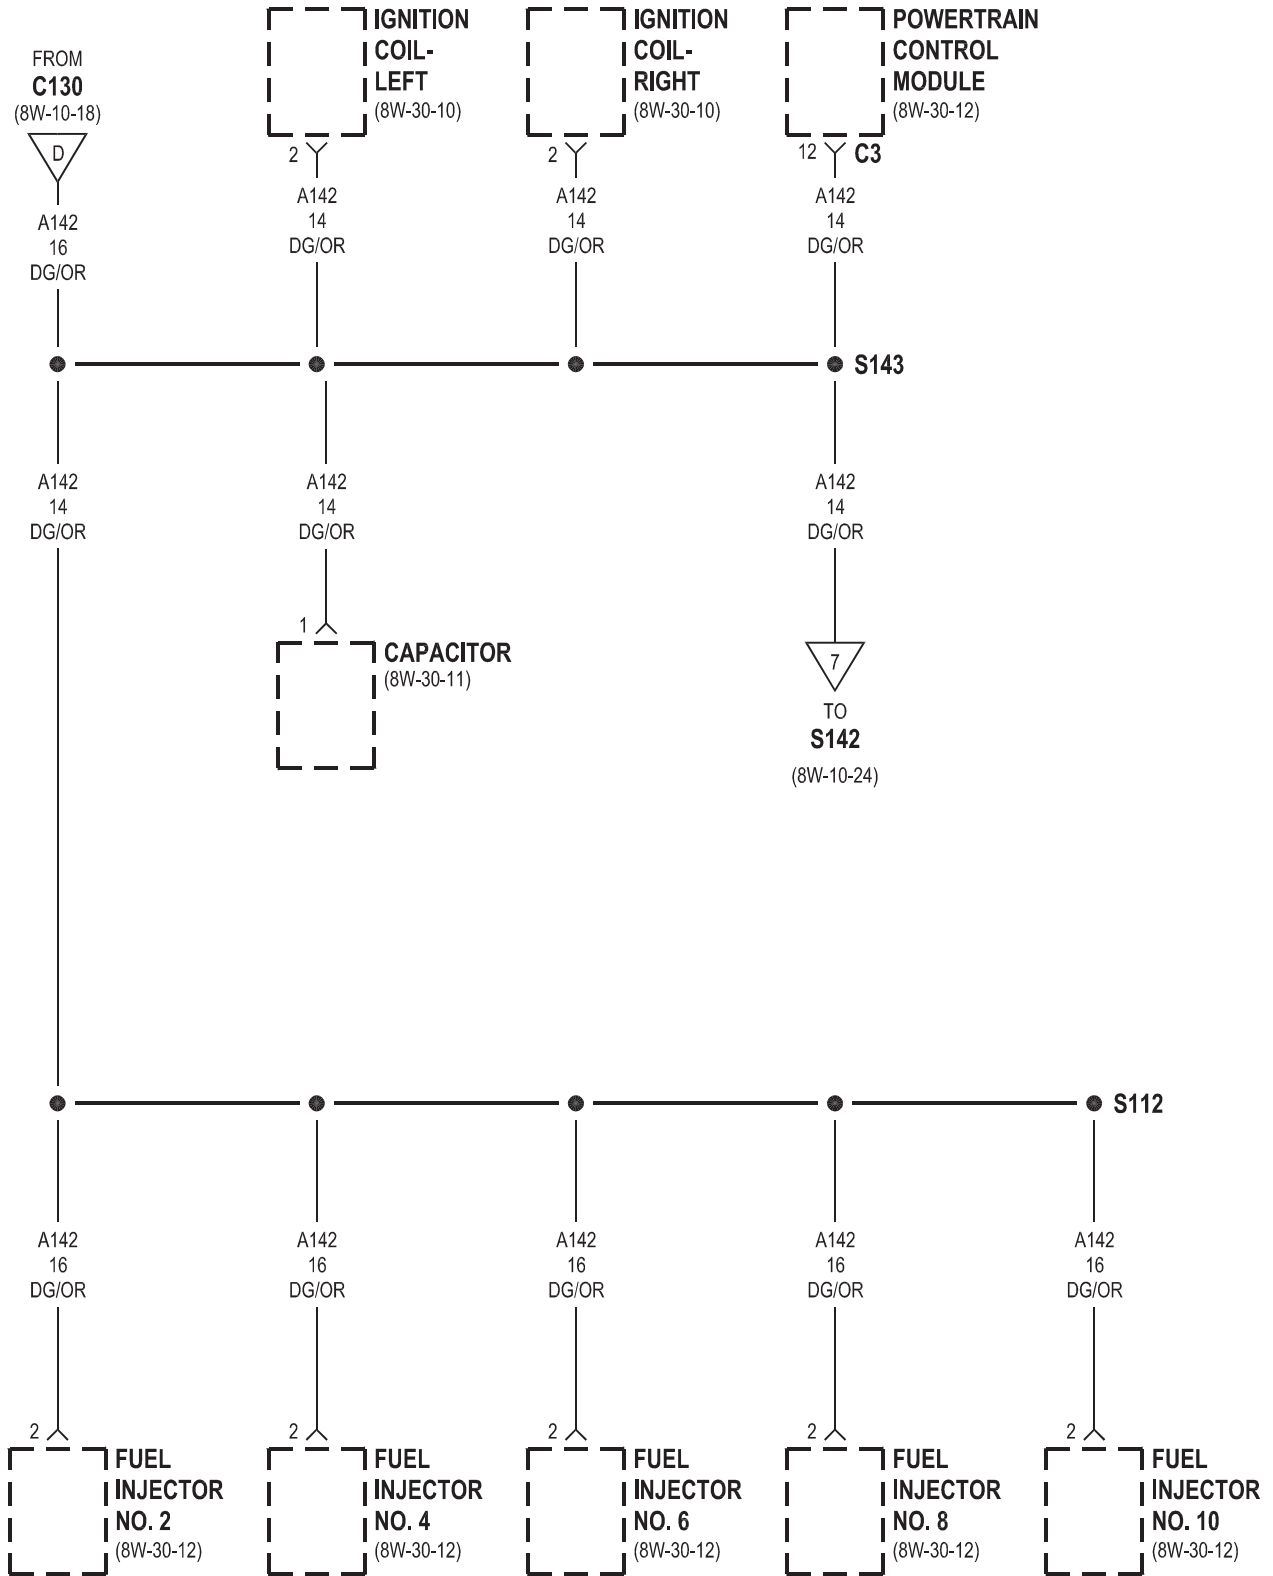 FROM
C130
(8W-10-18)
D
A142
16
DG/OR
IGNITION
COIL-
LEFT
(8W-30-10)
2
A142
14
DG/OR
IGNITION
COIL-
RIGHT
(8W-30-10)
2
A142
14
DG/OR
POWERTRAIN
CONTROL
MODULE
(8W-30-12)
12
C3
A142
14
DG/OR
S143
A142
14
DG/OR
A142
14
DG/OR
1
CAPACITOR
(8W-30-11)
A142
14
DG/OR
7
TO
S142
(8W-10-24)
S112
A142
16
DG/OR
2
FUEL
INJECTOR
NO. 2
(8W-30-12)
A142
16
DG/OR
2
FUEL
INJECTOR
NO. 4
(8W-30-12)
A142
16
DG/OR
2
FUEL
INJECTOR
NO. 6
(8W-30-12)
A142
16
DG/OR
2
FUEL
INJECTOR
NO. 8
(8W-30-12)
A142
16
DG/OR
2
FUEL
INJECTOR
NO. 10
(8W-30-12)